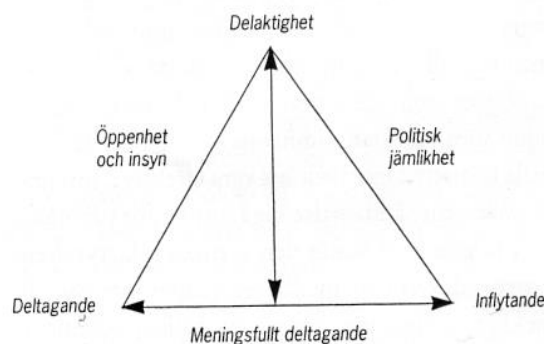 Delaktighet
Öppenhet
och insyn
Politisk
jämlikhet
Deltagande
Inflytande
Meningsfullt deltagande